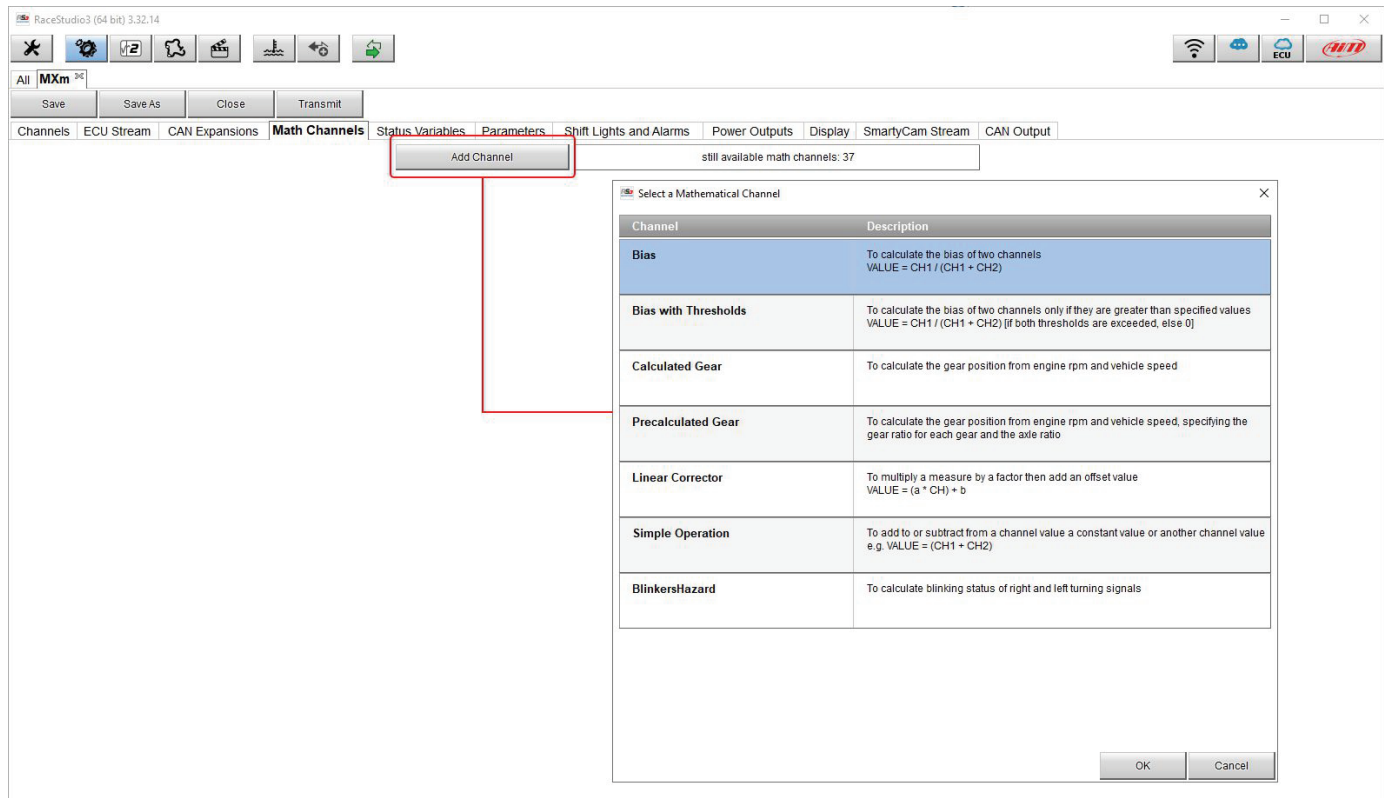 RaceStudio3 (64 bit) 3.32.14
ECU
AiM
All MXm
Save Save As Close Transmit
Channels ECU Stream CAN Expansions Math Channels Status Variables Parameters Shift Lights and Alarms Power Outputs Display SmartyCam Stream CAN Output
Add Channel still available math channels: 37
Select a Mathematical Channel
Channel Description
Bias To calculate the bias of two channels
VALUE = CH1 / (CH1 + CH2)
Bias with Thresholds To calculate the bias of two channels only if they are greater than specified values
VALUE = CH1 / (CH1 + CH2) [if both thresholds are exceeded, else 0]
Calculated Gear To calculate the gear position from engine rpm and vehicle speed
Precalculated Gear To calculate the gear position from engine rpm and vehicle speed, specifying the
gear ratio for each gear and the axle ratio
Linear Corrector To multiply a measure by a factor then add an offset value
VALUE = (a * CH) + b
Simple Operation To add to or subtract from a channel value a constant value or another channel value
e.g. VALUE = (CH1 + CH2)
BlinkersHazard To calculate blinking status of right and left turning signals
OK Cancel